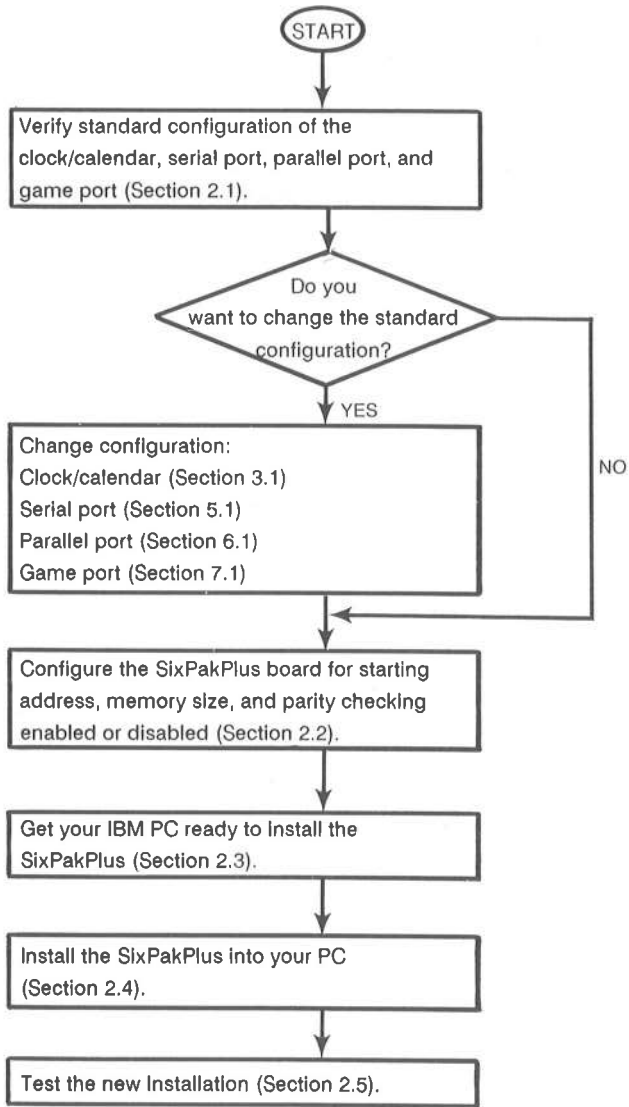 START
Verify standard configuration of the
clock/calendar, serial port, parallel port, and
game port (Section 2.1).
Do you
want to change the standard
configuration?
YES
NO
Change configuration:
Clock/calendar (Section 3.1)
Serial port (Section 5.1)
Parallel port (Section 6.1)
Game port (Section 7.1)
Configure the SixPakPlus board for starting
address, memory size, and parity checking
enabled or disabled (Section 2.2).
Get your IBM PC ready to install the
SixPakPlus (Section 2.3).
Install the SixPakPlus into your PC
(Section 2.4).
Test the new Installation (Section 2.5).